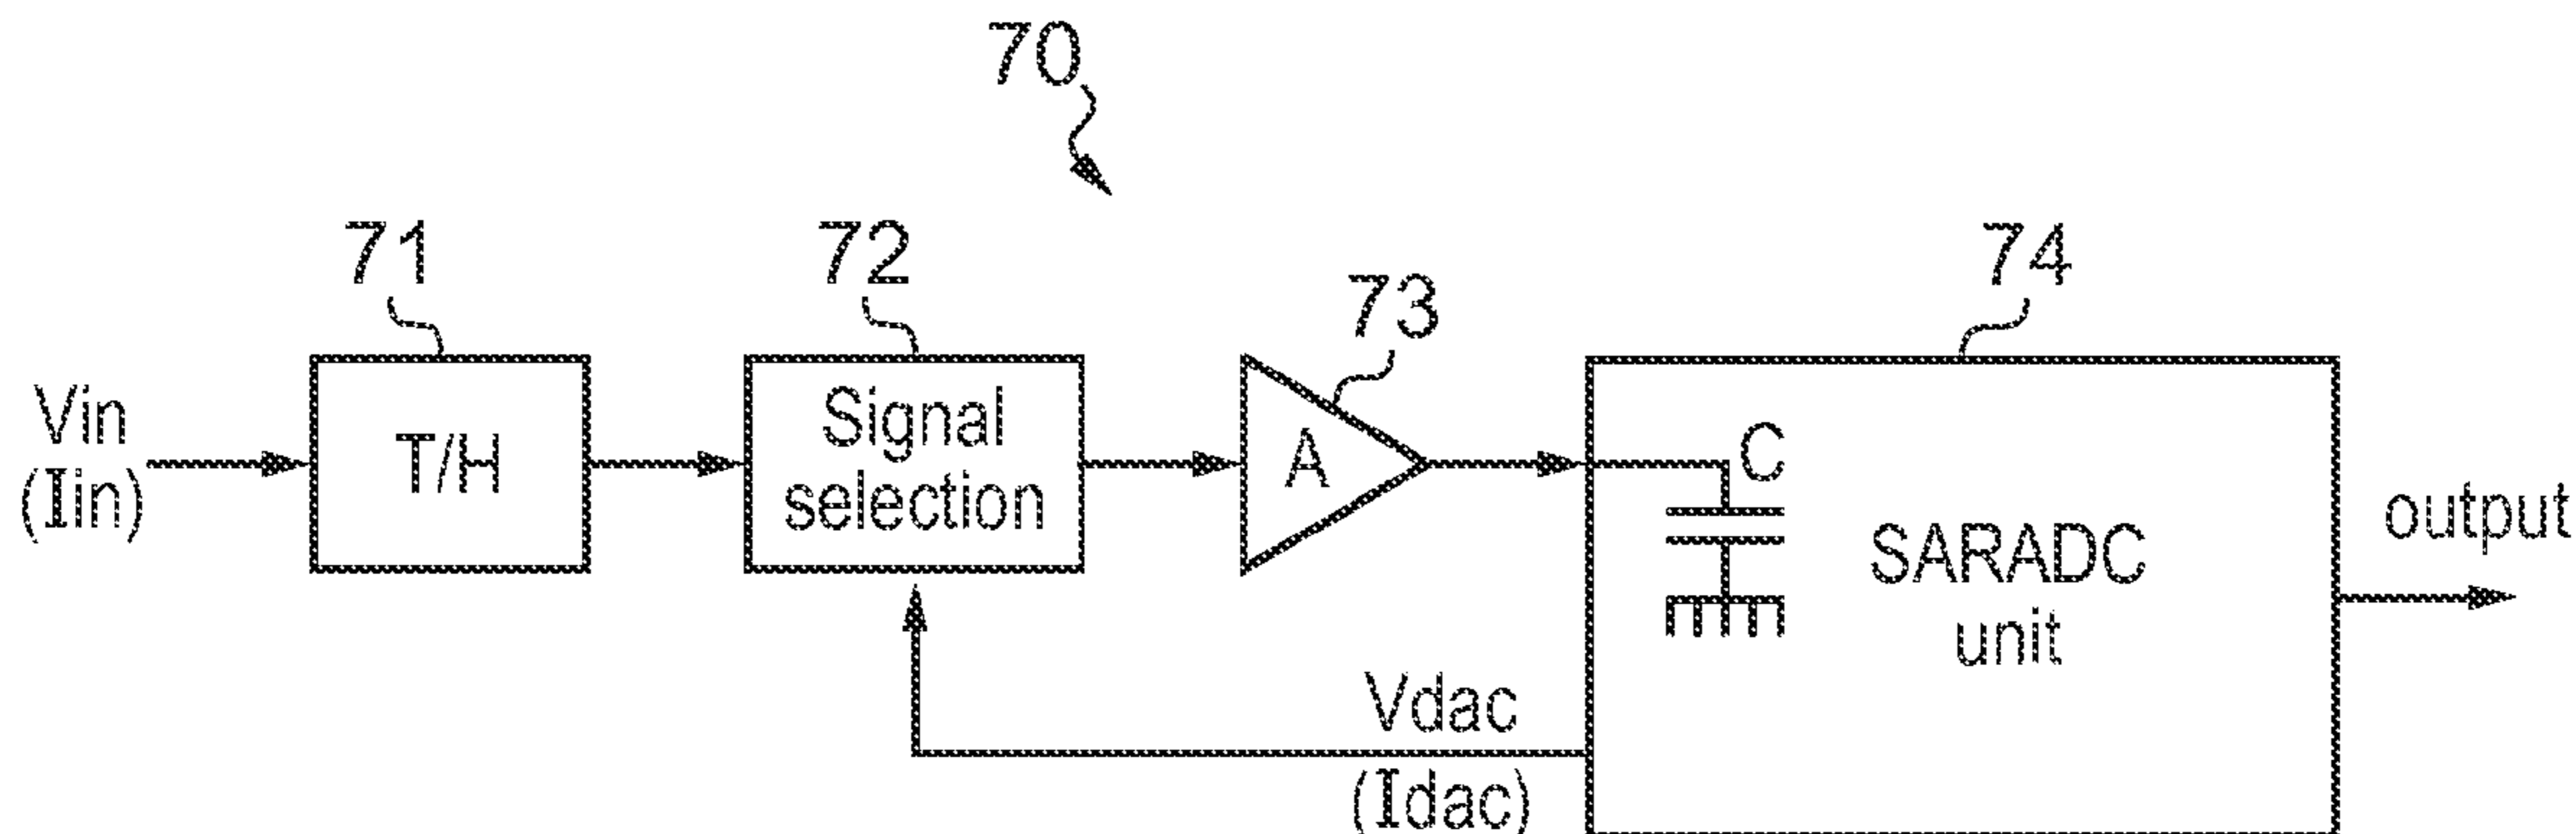 70
71
72
73
74
Vin
(Iin)
T/H
Signal
selection
A
C
SARADC
unit
output
Vdac
(Idac)